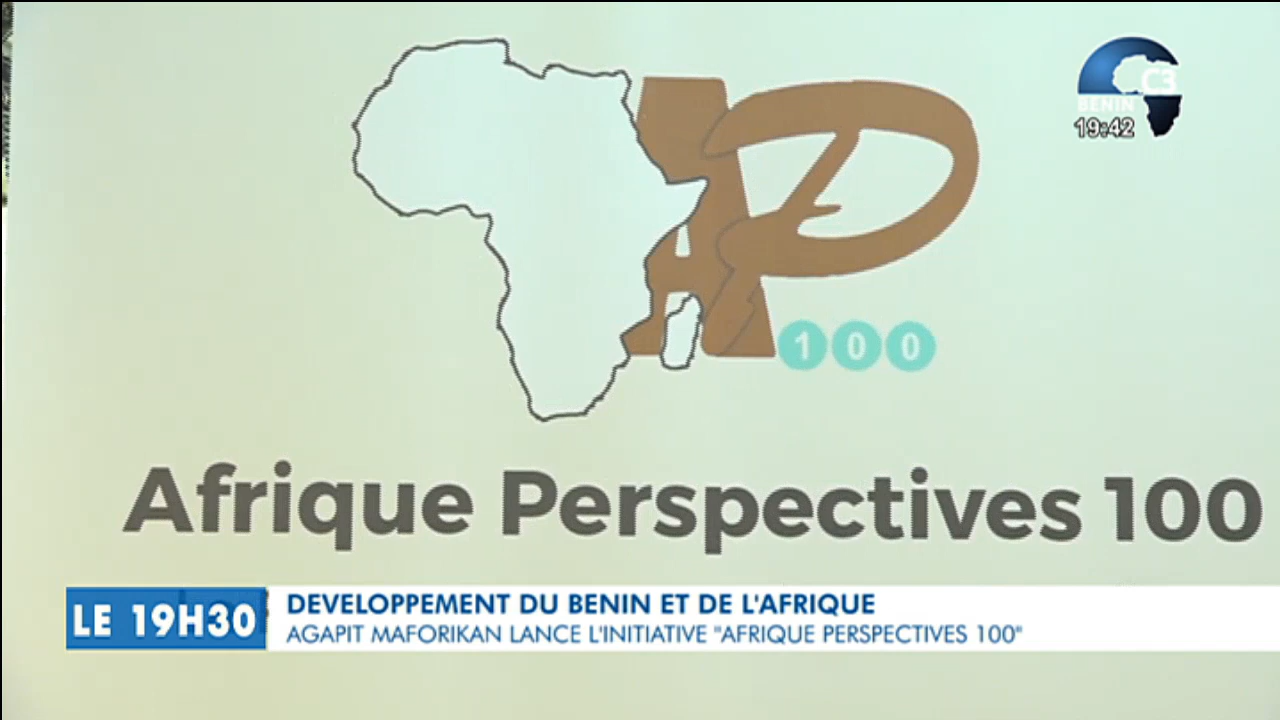 C3
BENIN
19:42
AP
100
Afrique Perspectives 100
LE 19H30
DEVELOPPEMENT DU BENIN ET DE L'AFRIQUE
AGAPIT MAFORIKAN LANCE L'INITIATIVE "AFRIQUE PERSPECTIVES 100"